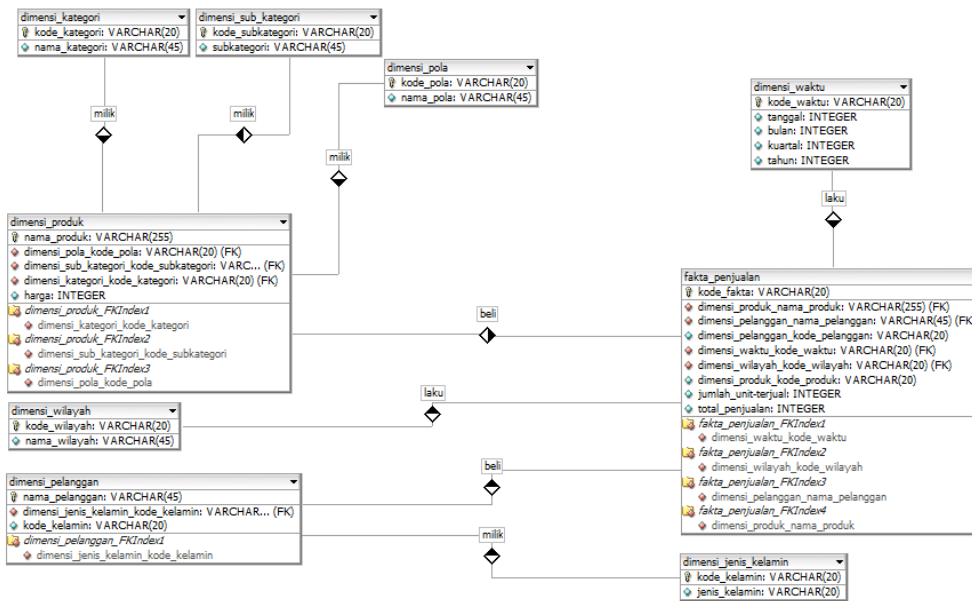 dimensi_kategori
kode_kategori: VARCHAR(20)
nama_kategori: VARCHAR(45)
dimensi_sub_kategori
kode_subkategori: VARCHAR(20)
subkategori: VARCHAR(45)
dimensi_pola
kode_pola: VARCHAR(20)
nama_pola: VARCHAR(45)
dimensi_waktu
kode_waktu: VARCHAR(20)
tanggal: INTEGER
bulan: INTEGER
kuartal: INTEGER
tahun: INTEGER
milik
milik
milik
laku
dimensi_produk
nama_produk: VARCHAR(255)
dimensi_pola_kode_pola: VARCHAR(20) (FK)
dimensi_sub_kategori_kode_subkategori: VARC... (FK)
dimensi_kategori_kode_kategori: VARCHAR(20) (FK)
harga: INTEGER
dimensi_produk_FKIndex1
dimensi_kategori_kode_kategori
dimensi_produk_FKIndex2
dimensi_sub_kategori_kode_subkategori
dimensi_produk_FKIndex3
dimensi_pola_kode_pola
beli
fakta_penjualan
kode_fakta: VARCHAR(20)
dimensi_produk_nama_produk: VARCHAR(255) (FK)
dimensi_pelanggan_nama_pelanggan: VARCHAR(45) (FK
dimensi_pelanggan_kode_pelanggan: VARCHAR(20)
dimensi_waktu_kode_waktu: VARCHAR(20) (FK)
dimensi_wilayah_kode_wilayah: VARCHAR(20) (FK)
dimensi_produk_kode_produk: VARCHAR(20)
jumlah_unit-terjual: INTEGER
total_penjualan: INTEGER
fakta_penjualan_FKIndex1
dimensi_waktu_kode_waktu
fakta_penjualan_FKIndex2
dimensi_wilayah_kode_wilayah
fakta_penjualan_FKIndex3
dimensi_pelanggan_nama_pelanggan
fakta_penjualan_FKIndex4
dimensi_produk_nama_produk
laku
dimensi_wilayah
kode_wilayah: VARCHAR(20)
nama_wilayah: VARCHAR(45)
beli
dimensi_pelanggan
nama_pelanggan: VARCHAR(45)
dimensi_jenis_kelamin_kode_kelamin: VARCHAR... (FK)
kode_kelamin: VARCHAR(20)
dimensi_pelanggan_FKIndex1
dimensi_jenis_kelamin_kode_kelamin
milik
dimensi_jenis_kelamin
kode_kelamin: VARCHAR(20)
jenis_kelamin: VARCHAR(20)